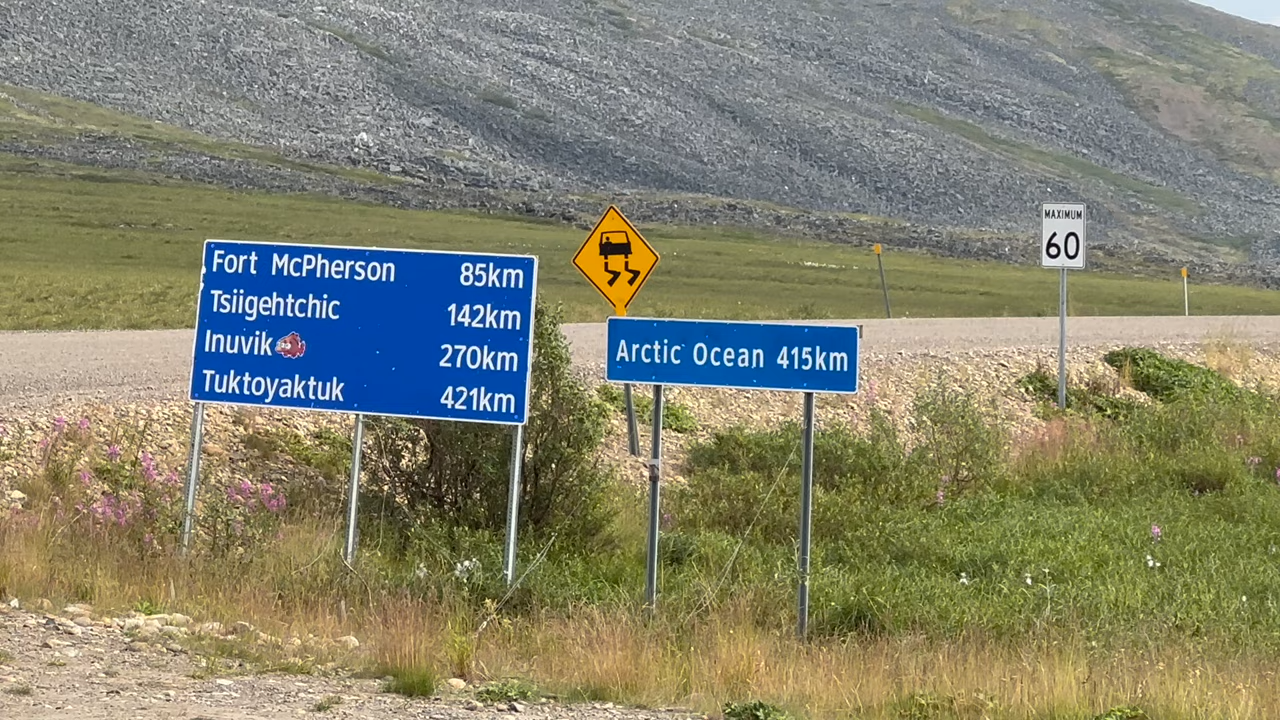 Fort McPherson 85km
Tsiigehtchic 142km
Inuvik 270km
Tuktoyaktuk 421km
Arctic Ocean 415km
MAXIMUM
60